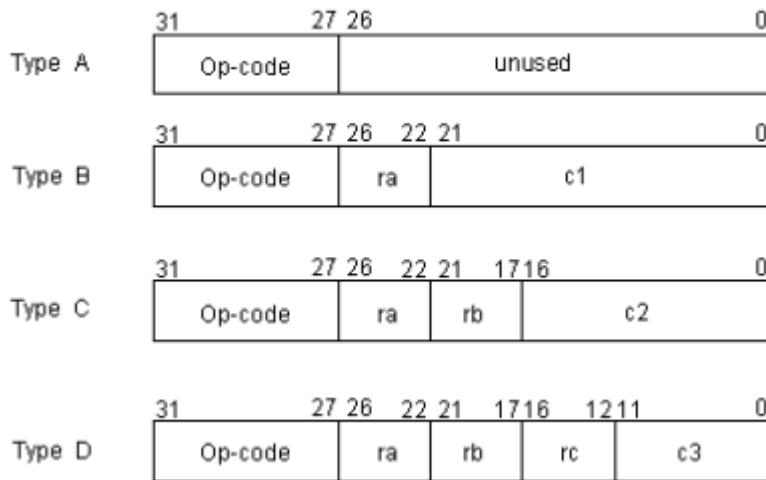 31 27 26 0
Type A Op-code unused
31 27 26 22 21 0
Type B Op-code ra c1
31 27 26 22 21 17 16 0
Type C Op-code ra rb c2
31 27 26 22 21 17 16 12 11 0
Type D Op-code ra rb rc c3